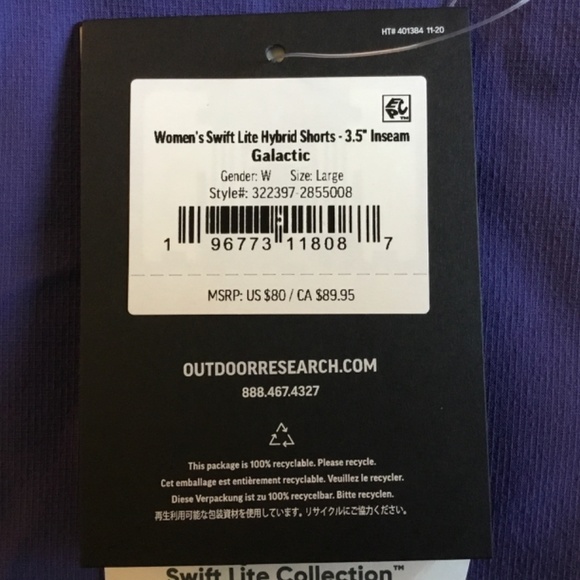 HT# 401384 11-20
Women's Swift Lite Hybrid Shorts - 3.5" Inseam
Galactic
Gender: W Size: Large
Style#: 322397-2855008
1 96773 11808 7
MSRP: US $80 / CA $89.95
OUTDOORRESEARCH.COM
888.467.4327
This package is 100% recyclable. Please recycle.
Cet emballage est entièrement recyclable. Veuillez le recycler.
Diese Verpackung ist zu 100% recycelbar. Bitte recyclen.
再生利用可能な包装資材を使用しています。リサイクルにご協力ください。
Swift Lite Collection™